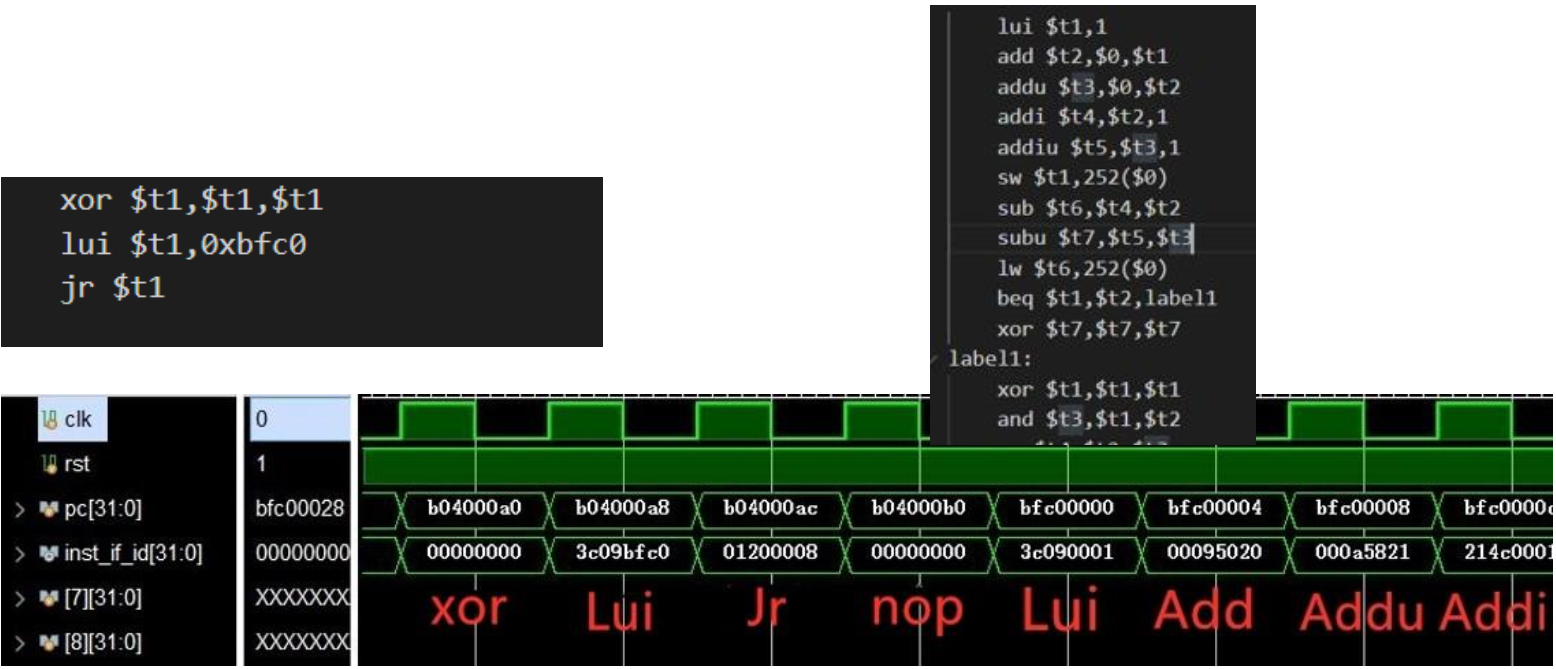 lui $t1,1
add $t2,$0,$t1
addu $t3,$0,$t2
addi $t4,$t2,1
addiu $t5,$t3,1
sw $t1,252($0)
sub $t6,$t4,$t2
subu $t7,$t5,$t3
lw $t6,252($0)
beq $t1,$t2,label1
xor $t7,$t7,$t7
label1:
xor $t1,$t1,$t1
and $t3,$t1,$t2
xor $t1,$t1,$t1
lui $t1,0xbfc0
jr $t1
clk 0
rst 1
pc[31:0] bfc00028 b04000a0 b04000a8 b04000ac b04000b0 bfc00000 bfc00004 bfc00008 bfc0000
inst_if_id[31:0] 00000000 00000000 3c09bfc0 01200008 00000000 3c090001 00095020 000a5821 214c0001
[7][31:0] XXXXXXX
[8][31:0] XXXXXXX
xor Lui Jr nop Lui Add Addu Addi